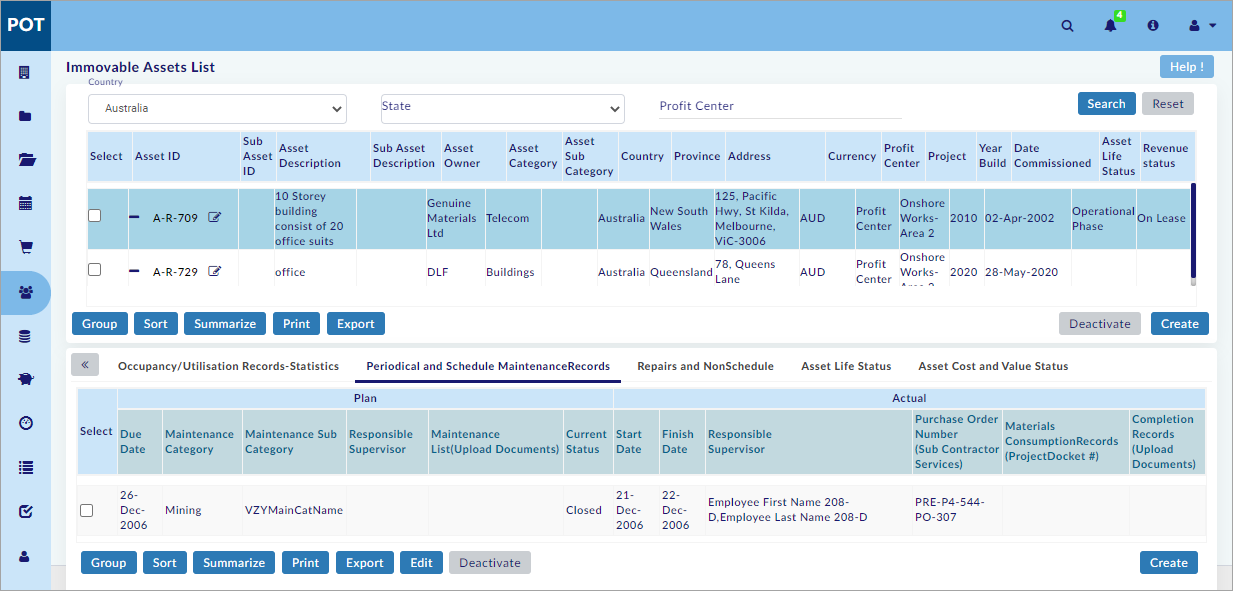 POT
4
Immovable Assets List
Help !
Country
Australia
State
Profit Center
Search
Reset
Select
Asset ID
Sub Asset ID
Asset Description
Sub Asset Description
Asset Owner
Asset Category
Asset Sub Category
Country
Province
Address
Currency
Profit Center
Project
Year Build
Date Commissioned
Asset Life Status
Revenue status
A-R-709
10 Storey
building
consist of 20
office suits
Genuine
Materials
Ltd
Telecom
Australia
New South
Wales
125, Pacific
Hwy, St Kilda,
Melbourne,
ViC-3006
AUD
Profit
Center
Onshore
Works-
Area 2
2010
02-Apr-2002
Operational
Phase
On Lease
A-R-729
office
DLF
Buildings
Australia
Queensland
78, Queens
Lane
AUD
Profit
Center
Onshore
Works-
Area 2
2020
28-May-2020
Group
Sort
Summarize
Print
Export
Deactivate
Create
«
Occupancy/Utilisation Records-Statistics
Periodical and Schedule MaintenanceRecords
Repairs and NonSchedule
Asset Life Status
Asset Cost and Value Status
Select
Plan
Actual
Due
Date
Maintenance
Category
Maintenance Sub
Category
Responsible
Supervisor
Maintenance
List(Upload Documents)
Current
Status
Start
Date
Finish
Date
Responsible
Supervisor
Purchase Order
Number
(Sub Contractor
Services)
Materials
ConsumptionRecords
(ProjectDocket #)
Completion
Records
(Upload
Documents)
26-
Dec-
2006
Mining
VZYMainCatName
Closed
21-
Dec-
2006
22-
Dec-
2006
Employee First Name 208-
D,Employee Last Name 208-D
PRE-P4-544-
PO-307
Group
Sort
Summarize
Print
Export
Edit
Deactivate
Create